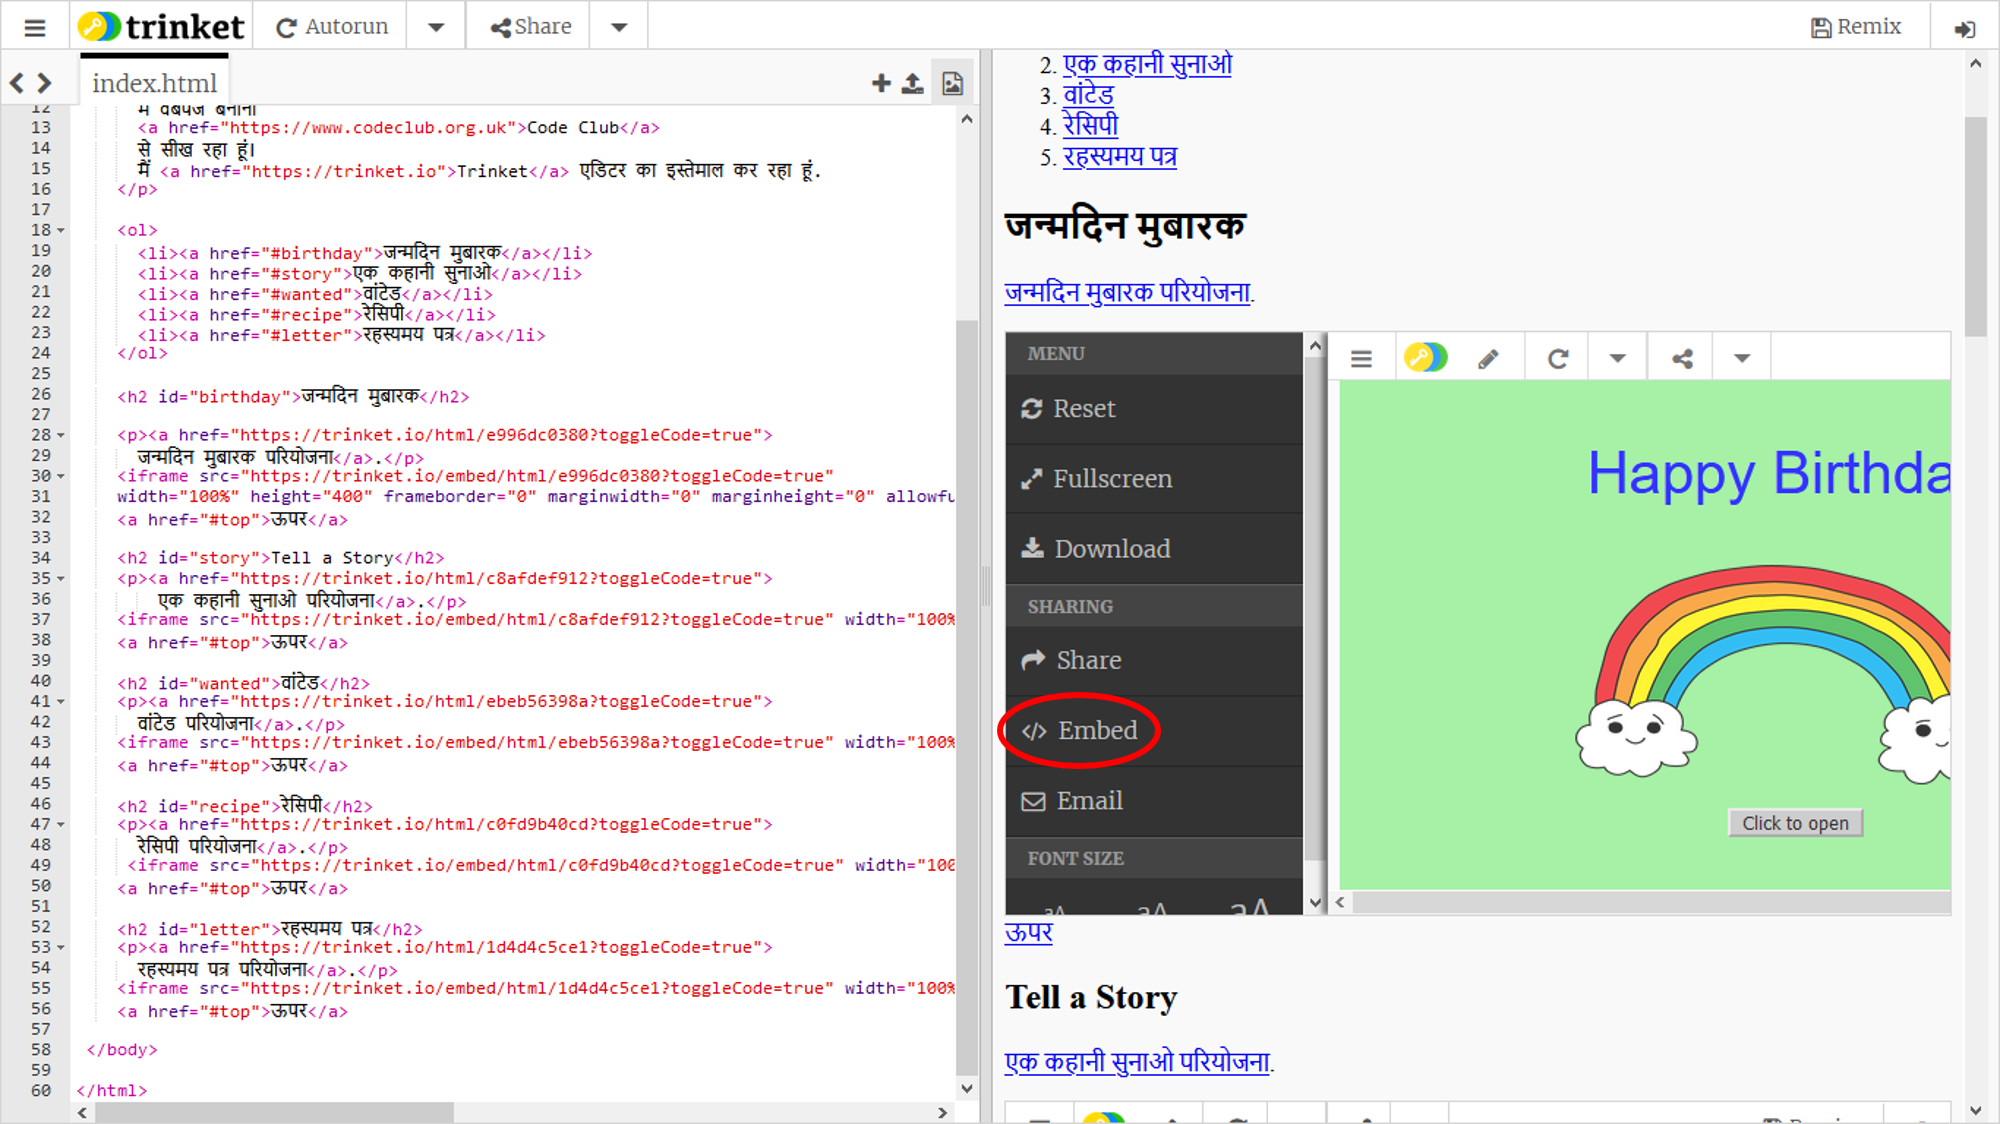 trinket Autorun Share Remix
index.html
12 में वेबपेज बनाना
13 <a href="https://www.codeclub.org.uk">Code Club</a>
14 से सीख रहा हूं।
15 मैं <a href="https://trinket.io">Trinket</a> एडिटर का इस्तेमाल कर रहा हूं.
16 </p>
17
18 <ol>
19 <li><a href="#birthday">जन्मदिन मुबारक</a></li>
20 <li><a href="#story">एक कहानी सुनाओ</a></li>
21 <li><a href="#wanted">वांटेड</a></li>
22 <li><a href="#recipe">रेसिपी</a></li>
23 <li><a href="#letter">रहस्यमय पत्र</a></li>
24 </ol>
25
26 <h2 id="birthday">जन्मदिन मुबारक</h2>
27
28 <p><a href="https://trinket.io/html/e996dc0380?toggleCode=true">
29 जन्मदिन मुबारक परियोजना</a>.</p>
30 <iframe src="https://trinket.io/embed/html/e996dc0380?toggleCode=true"
31 width="100%" height="400" frameborder="0" marginwidth="0" marginheight="0" allowfu
32 <a href="#top">ऊपर</a>
33
34 <h2 id="story">Tell a Story</h2>
35 <p><a href="https://trinket.io/html/c8afdef912?toggleCode=true">
36 एक कहानी सुनाओ परियोजना</a>.</p>
37 <iframe src="https://trinket.io/embed/html/c8afdef912?toggleCode=true" width="100%
38 <a href="#top">ऊपर</a>
39
40 <h2 id="wanted">वांटेड</h2>
41 <p><a href="https://trinket.io/html/ebeb56398a?toggleCode=true">
42 वांटेड परियोजना</a>.</p>
43 <iframe src="https://trinket.io/embed/html/ebeb56398a?toggleCode=true" width="100%
44 <a href="#top">ऊपर</a>
45
46 <h2 id="recipe">रेसिपी</h2>
47 <p><a href="https://trinket.io/html/c0fd9b40cd?toggleCode=true">
48 रेसिपी परियोजना</a>.</p>
49 <iframe src="https://trinket.io/embed/html/c0fd9b40cd?toggleCode=true" width="100
50 <a href="#top">ऊपर</a>
51
52 <h2 id="letter">रहस्यमय पत्र</h2>
53 <p><a href="https://trinket.io/html/1d4d4c5ce1?toggleCode=true">
54 रहस्यमय पत्र परियोजना</a>.</p>
55 <iframe src="https://trinket.io/embed/html/1d4d4c5ce1?toggleCode=true" width="100%
56 <a href="#top">ऊपर</a>
57
58 </body>
59
60 </html>
2. एक कहानी सुनाओ
3. वांटेड
4. रेसिपी
5. रहस्यमय पत्र
जन्मदिन मुबारक
जन्मदिन मुबारक परियोजना.
MENU
Reset
Fullscreen
Download
SHARING
Share
</> Embed
Email
FONT SIZE
aA aA aA
Happy Birthda
Click to open
ऊपर
Tell a Story
एक कहानी सुनाओ परियोजना.